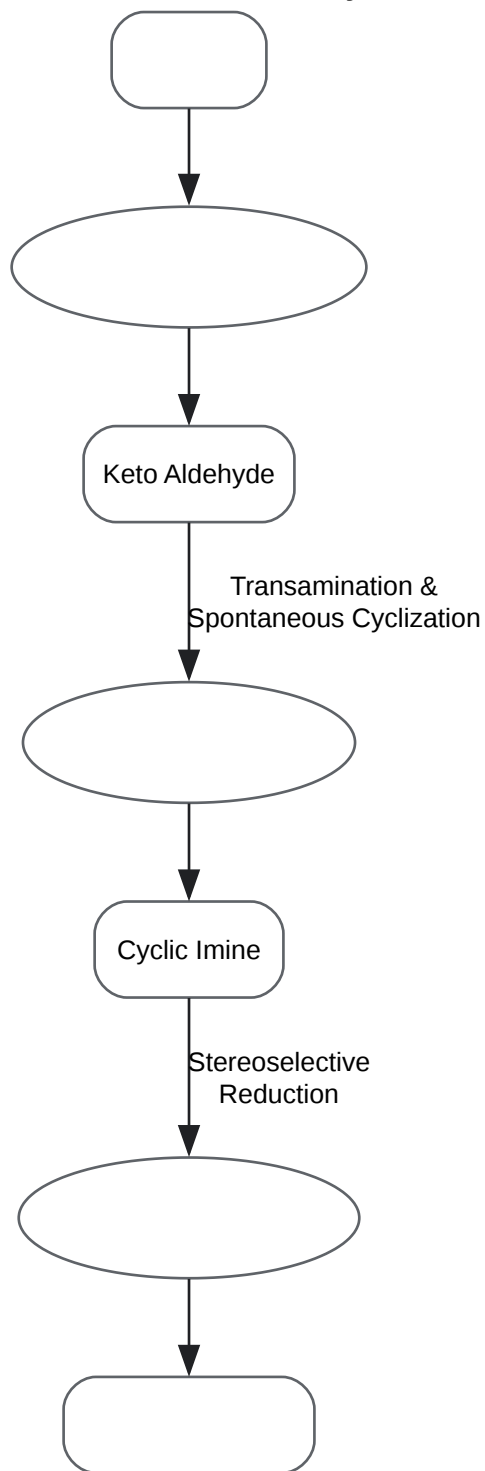 Keto Aldehyde
Transamination &
Spontaneous Cyclization
Cyclic Imine
Stereoselective
Reduction